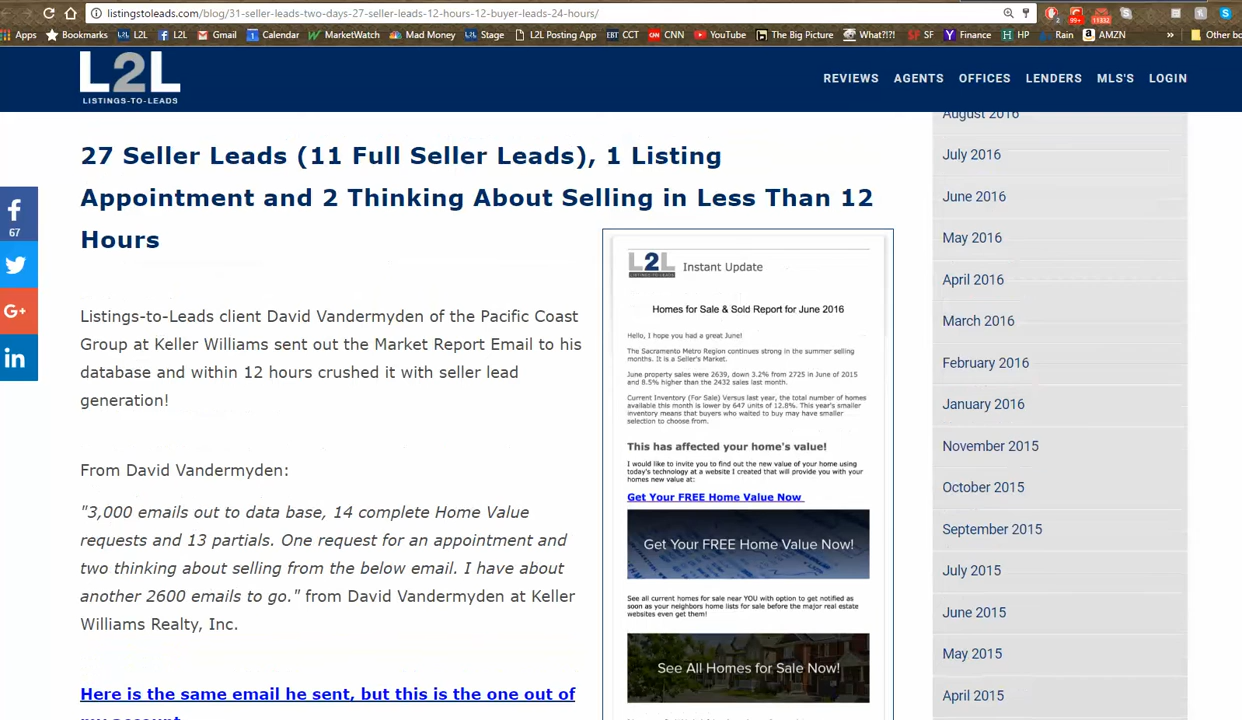 listingstoleads.com/blog/31-seller-leads-two-days-27-seller-leads-12-hours-12-buyer-leads-24-hours/
2
99+
11332
Apps Bookmarks L2L L2L Gmail Calendar MarketWatch Mad Money Stage L2L Posting App EBT CCT CNN YouTube The Big Picture What?!?! SF SF Finance HP Rain AMZN » Other bo
L2L
LISTINGS-TO-LEADS
REVIEWS AGENTS OFFICES LENDERS MLS'S LOGIN
67
27 Seller Leads (11 Full Seller Leads), 1 Listing
Appointment and 2 Thinking About Selling in Less Than 12
Hours
Listings-to-Leads client David Vandermyden of the Pacific Coast
Group at Keller Williams sent out the Market Report Email to his
database and within 12 hours crushed it with seller lead
generation!
From David Vandermyden:
"3,000 emails out to data base, 14 complete Home Value
requests and 13 partials. One request for an appointment and
two thinking about selling from the below email. I have about
another 2600 emails to go." from David Vandermyden at Keller
Williams Realty, Inc.
Here is the same email he sent, but this is the one out of
my account
L2L
LISTINGS-TO-LEADS
Instant Update
Homes for Sale & Sold Report for June 2016
Hello, I hope you had a great June!
The Sacramento Metro Region continues strong in the summer selling
months. It is a Seller's Market.
June property sales were 2639, down 3.2% from 2725 in June of 2015
and 8.5% higher than the 2432 sales last month.
Current Inventory (For Sale) Versus last year, the total number of homes
available this month is lower by 647 units of 12.8%. This year's smaller
inventory means that buyers who waited to buy may have smaller
selection to choose from.
This has affected your home's value!
I would like to invite you to find out the new value of your home using
today's technology at a website I created that will provide you with your
homes new value at:
Get Your FREE Home Value Now
Get Your FREE Home Value Now!
See all current homes for sale near YOU with option to get notified as
soon as your neighbors home lists for sale before the major real estate
websites even get them!
See All Homes for Sale Now!
August 2016
July 2016
June 2016
May 2016
April 2016
March 2016
February 2016
January 2016
November 2015
October 2015
September 2015
July 2015
June 2015
May 2015
April 2015